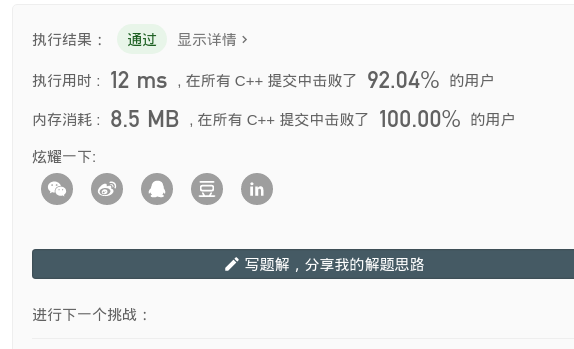 执行结果： 通过 显示详情 ›
执行用时： 12 ms ，在所有 C++ 提交中击败了 92.04% 的用户
内存消耗： 8.5 MB ，在所有 C++ 提交中击败了 100.00% 的用户
炫耀一下:
豆 in
写题解，分享我的解题思路
进行下一个挑战：